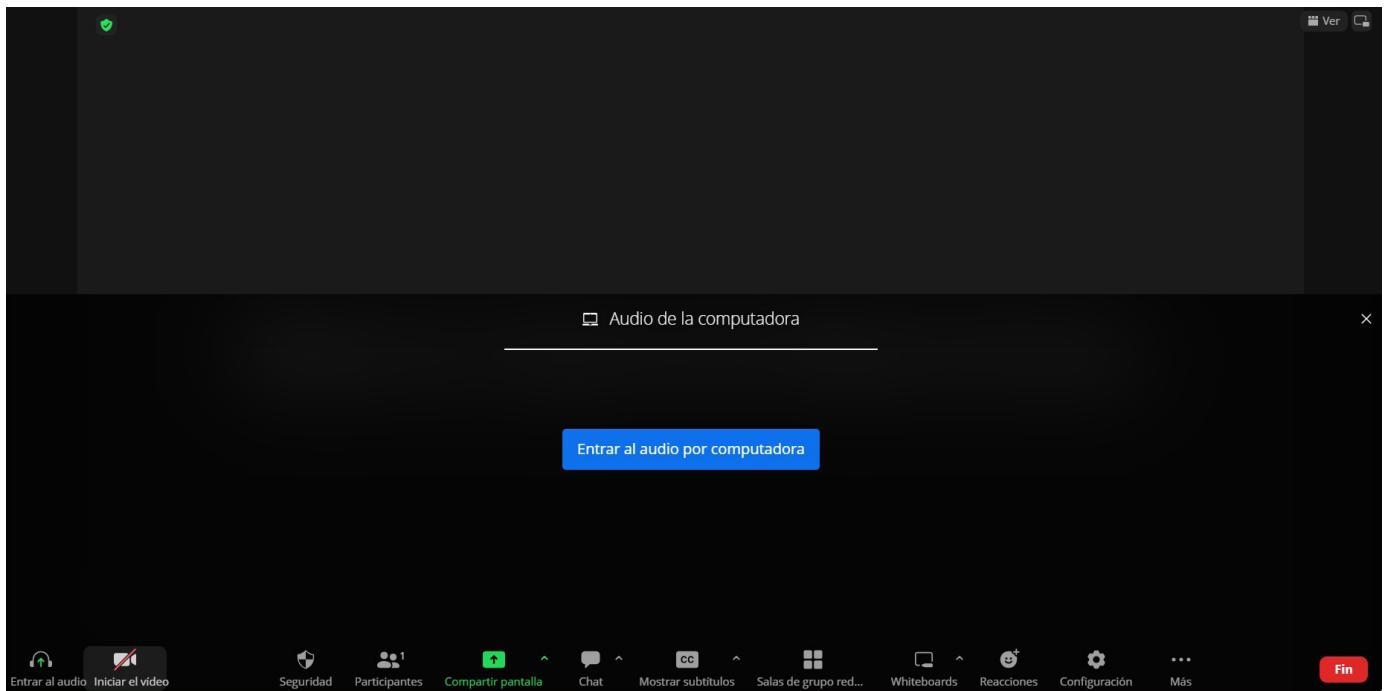 Ver
Audio de la computadora
Entrar al audio por computadora
1
Entrar al audio Iniciar el vídeo Seguridad Participantes Compartir pantalla Chat CC Mostrar subtítulos Salas de grupo red... Whiteboards Reacciones Configuración Más Fin